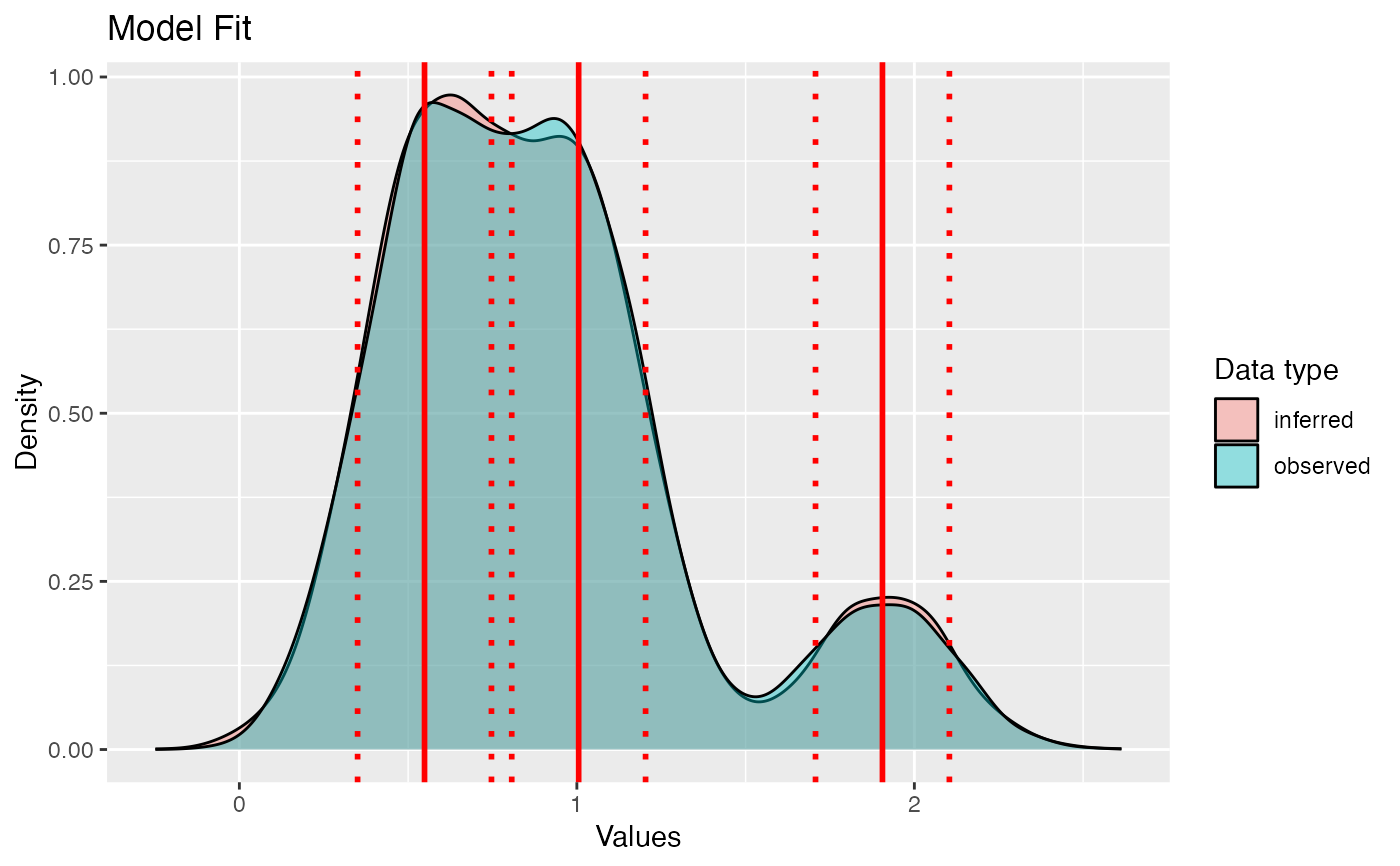 Model Fit
1.00
0.75
0.50
0.25
0.00
Density
0
1
2
Values
Data type
inferred
observed